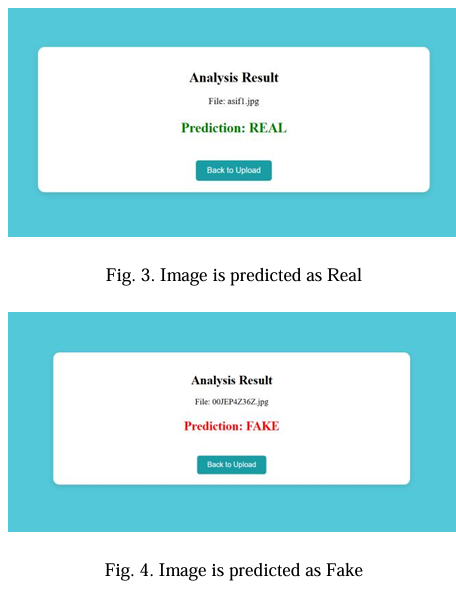 Analysis Result
File: asif1.jpg
Prediction: REAL
Back to Upload
Fig. 3. Image is predicted as Real
Analysis Result
File: 00JEP4Z36Z.jpg
Prediction: FAKE
Back to Upload
Fig. 4. Image is predicted as Fake